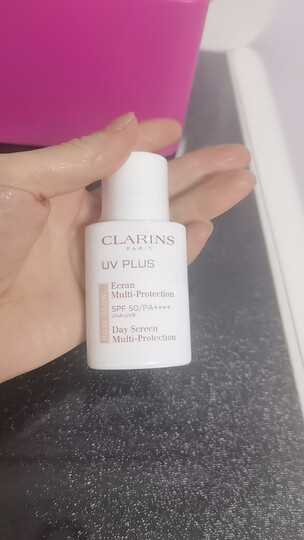 CLARINS
PARIS
UV PLUS
Ecran
Multi-Protection
SPF 50/PA++++
UVA-UVB
Day Screen
Multi-Protection